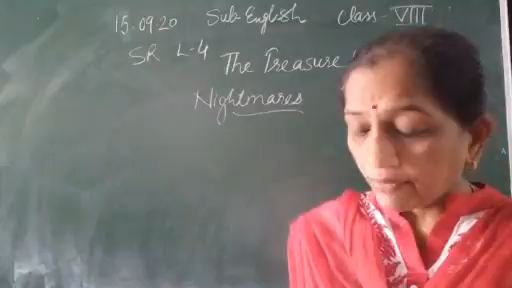 15.09.20 Sub English Class - VIII
SR L-4 The Treasure
Nightmares